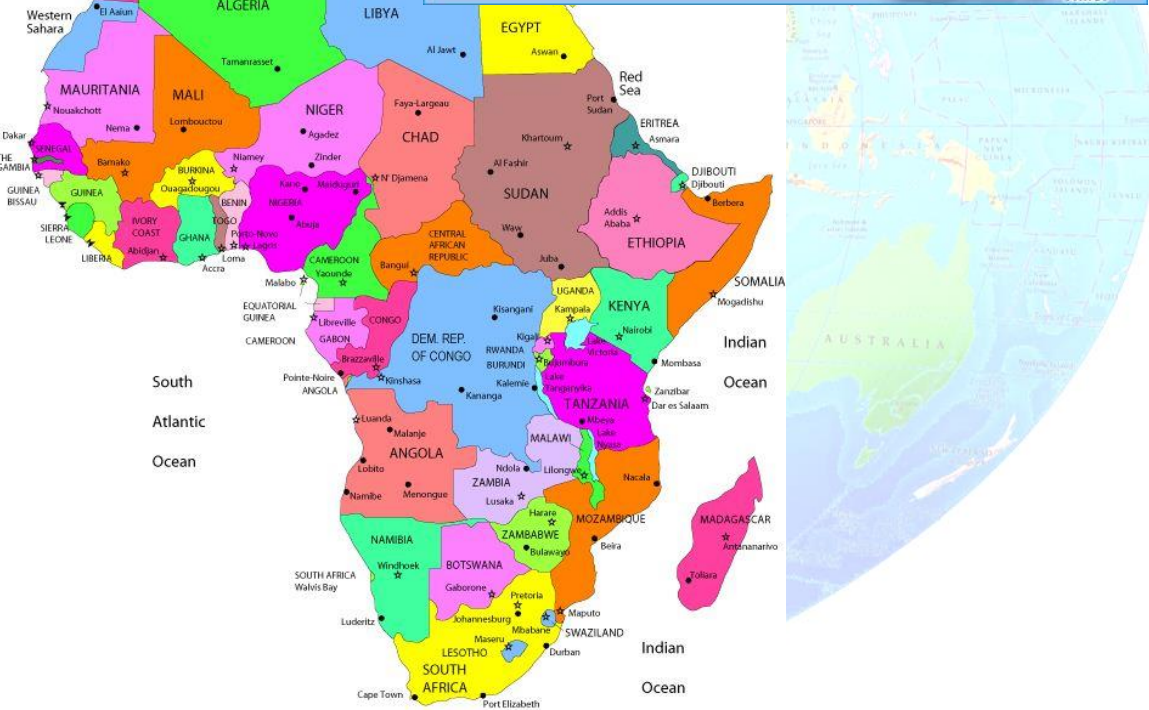 ALGERIA
LIBYA
EGYPT
Western
Sahara
El Aaiun
Tamanrasset
Al Jawt
Aswan
Red
Sea
MAURITANIA
Nouakchott
Nema
MALI
Lombouctou
NIGER
Agadez
Zinder
Niamey
Faya-Largeau
CHAD
N' Djamena
Port
Sudan
Khartoum
Al Fashir
SUDAN
Waw
Juba
ERITREA
Asmara
DJIBOUTI
Djibouti
Berbera
Dakar
SENEGAL
THE
GAMBIA
GUINEA
BISSAU
Bamako
GUINEA
BURKINA
Ouagadougou
SIERRA
LEONE
LIBERIA
IVORY
COAST
Abidjan
GHANA
TOGO
BENIN
Accra
Loma
Porto-Novo
Lagos
Kano
Maiduguri
NIGERIA
Abuja
Addis
Ababa
ETHIOPIA
SOMALIA
Mogadishu
CENTRAL
AFRICAN
REPUBLIC
Bangui
CAMEROON
Yaounde
Malabo
EQUATORIAL
GUINEA
CAMEROON
Libreville
GABON
CONGO
Brazzaville
Pointe-Noire
ANGOLA
Kinshasa
Kisangani
DEM. REP.
OF CONGO
Kananga
Kalemie
UGANDA
Kampala
KENYA
Nairobi
Kigali
RWANDA
BURUNDI
Bujumbora
Lake
Victoria
Lake
Tanganyika
Mombasa
Zanzibar
Dar es Salaam
TANZANIA
Mbeya
Lake
Nyasa
Indian
Ocean
South
Atlantic
Ocean
Luanda
Malanje
ANGOLA
Lobito
Namibe
Menongue
MALAWI
Ndola
Lilongwe
ZAMBIA
Lusaka
Nacala
MOZAMBIQUE
Harare
ZAMBABWE
Bulawayo
Beira
MADAGASCAR
Antananarivo
Toliara
NAMIBIA
Windhoek
BOTSWANA
Gaborone
SOUTH AFRICA
Walvis Bay
Luderitz
Pretoria
Johannesburg
Mbabane
Maputo
SWAZILAND
Maseru
LESOTHO
Durban
SOUTH
AFRICA
Cape Town
Port Elizabeth
Indian
Ocean
AUSTRALIA